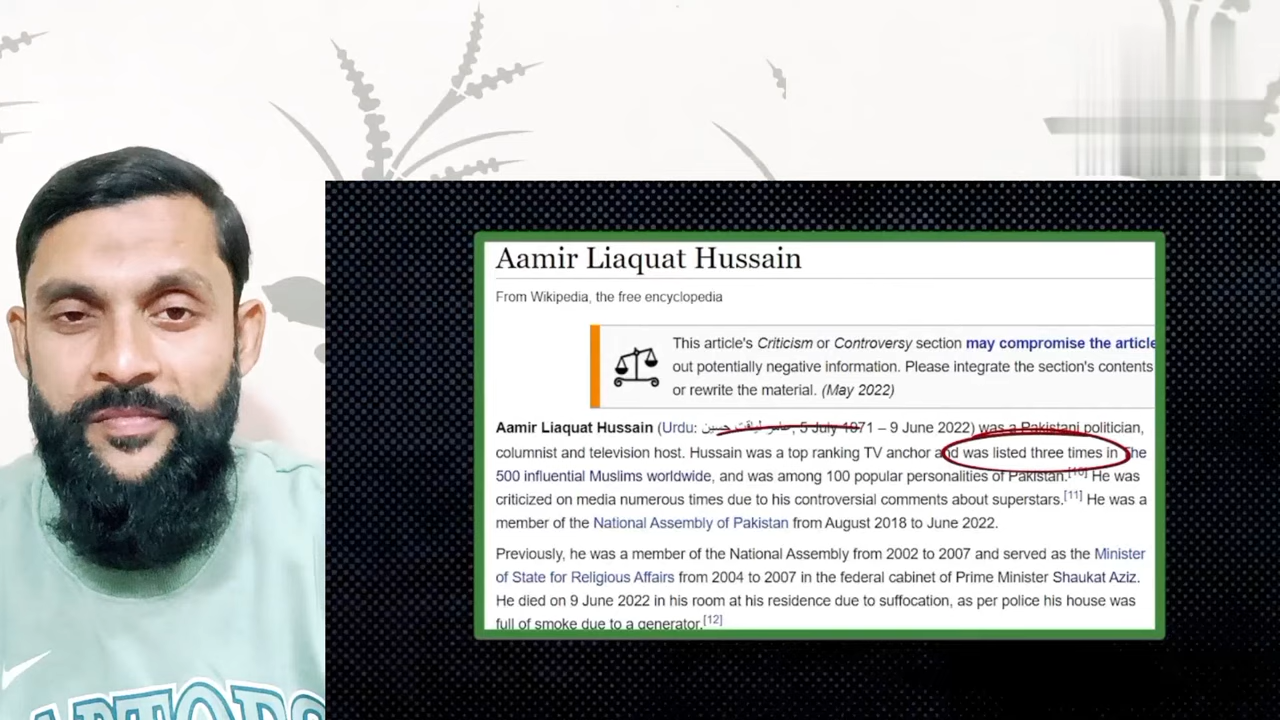 Aamir Liaquat Hussain
From Wikipedia, the free encyclopedia
This article's Criticism or Controversy section may compromise the article
out potentially negative information. Please integrate the section's contents
or rewrite the material. (May 2022)
Aamir Liaquat Hussain (Urdu: عامر لیاقت حسین, 5 July 1971 – 9 June 2022) was a Pakistani politician,
columnist and television host. Hussain was a top ranking TV anchor and was listed three times in The
500 influential Muslims worldwide, and was among 100 popular personalities of Pakistan.[10] He was
criticized on media numerous times due to his controversial comments about superstars.[11] He was a
member of the National Assembly of Pakistan from August 2018 to June 2022.
Previously, he was a member of the National Assembly from 2002 to 2007 and served as the Minister
of State for Religious Affairs from 2004 to 2007 in the federal cabinet of Prime Minister Shaukat Aziz.
He died on 9 June 2022 in his room at his residence due to suffocation, as per police his house was
full of smoke due to a generator.[12]